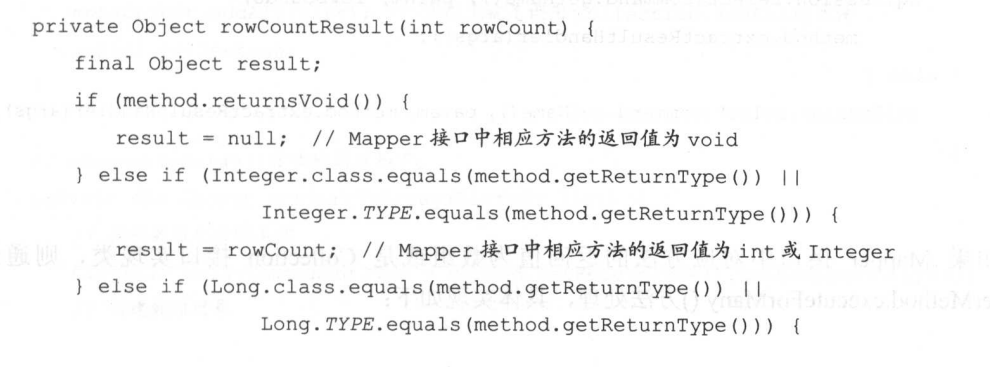 private Object rowCountResult(int rowCount) {
final Object result;
if (method.returnsVoid()) {
result = null;  // Mapper 接口中相应方法的返回值为 void
} else if (Integer.class.equals(method.getReturnType()) ||
Integer.TYPE.equals(method.getReturnType())) {
result = rowCount;  // Mapper 接口中相应方法的返回值为 int 或 Integer
} else if (Long.class.equals(method.getReturnType()) ||
Long.TYPE.equals(method.getReturnType())) {